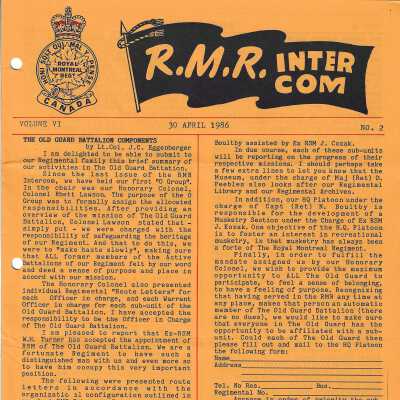 HONI SOIT QUI MAL Y PENSE
ROYAL
MONTREAL
REGT
CANADA
R.M.R. INTER
COM
VOLUME VI 30 APRIL 1986 NO. 2
THE OLD GUARD BATTALION COMPONENTS
by Lt.Col. J.C. Eggenberger
I am delighted to be able to submit to
our Regimental family this brief summary of
our activities in The Old Guard Battalion.
Since the last issue of the RMR
Intercom, we have held our first "O Group".
In the chair was our Honorary Colonel,
Colonel Rhett Lawson. The purpose of the O
Group was to formally assign the allocated
responsibilities. After providing an
overview of the mission of The Old Guard
Battalion, Colonel Lawson stated that-
simply put - we were charged with the
responsibility of safeguarding the heritage
of our Regiment. And that to do this, we
were to "make haste slowly", making sure
that ALL former members of the Active
Battalions of our Regiment felt by our word
and deed a sense of purpose and place in
accord with our mission.
The Honorary Colonel also presented
individual Regimental "Route Letters" for
each Officer in charge, and each Warrant
Officer in charge for each sub-unit of the
Old Guard Battalion. I have accepted the
responsibility to be the Officer in Charge
of The Old Guard Battalion.
I am pleased to report that Ex-RSM
W.H. Turner has accepted the appointment of
RSM of The Old Guard Battalion. We are a
fortunate Regiment to have such a
distinguished man with us and even more so
to have him occupy this very important
position.
The following were presented route
letters in accordance with the
organizational configuration outlined in
Boultby assisted by Ex RSM J. Cozak.
In due course, each of these sub-units
will be reporting on the progress of their
respective missions. I should perhaps take
a few extra lines to let you know that the
Museum, under the charge of Maj (Ret) D.
Peebles also looks after our Regimental
Library and our Regimental Archives.
In addition, our HQ Platoon under the
charge of Capt (Ret) N. Boultby is
responsible for the development of a
Musketry Section under the Charge of Ex RSM
J. Kozak. One objective of the H.Q. Platoon
is to foster an interest in recreational
musketry, in that musketry has always been
a forte of The Royal Montreal Regiment.
Finally, in order to fulfill the
mandate assigned us by our Honorary
Colonel, we wish to provide the maximum
opportunity to ALL The Old Guard to
participate, to feel a sense of belonging,
to have a feeling of purpose. Recognizing
that having served in the RMR any time at
any place, makes that person an automatic
member of The Old Guard Battalion (there
are no dues), we would like to make sure
that everyone in The Old Guard has the
opportunity to be affiliated with a sub-
unit. Could each of The Old Guard then
please fill out and mail to the HQ Platoon
the following form:
Name
Address
Tel. No Res. Bus.
Regimental No.